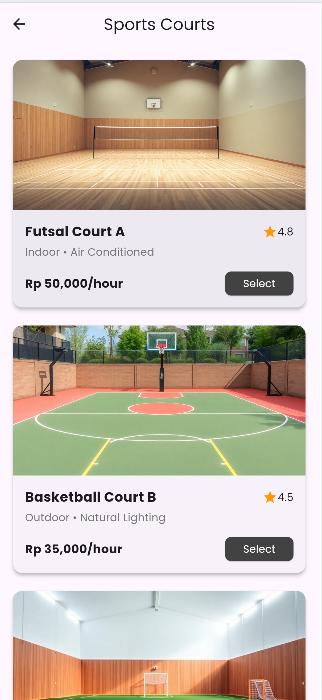 Sports Courts
Futsal Court A
4.8
Indoor • Air Conditioned
Rp 50,000/hour
Select
Basketball Court B
4.5
Outdoor • Natural Lighting
Rp 35,000/hour
Select